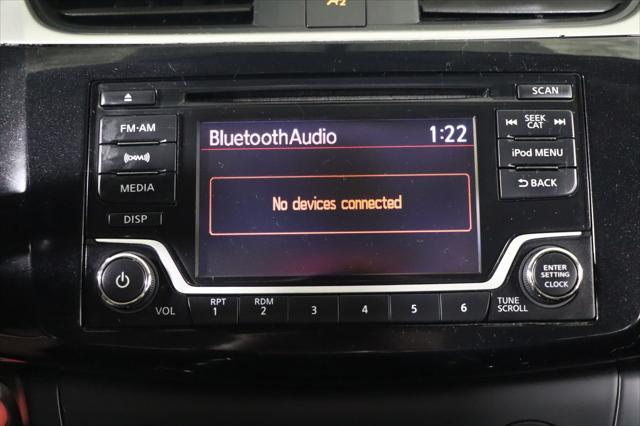 SCAN
FM·AM
BluetoothAudio 1:22
SEEK
CAT
((XM))
iPod MENU
MEDIA
No devices connected
BACK
DISP
ENTER
SETTING
CLOCK
VOL
RPT
1
RDM
2
3
4
5
6
TUNE
SCROLL